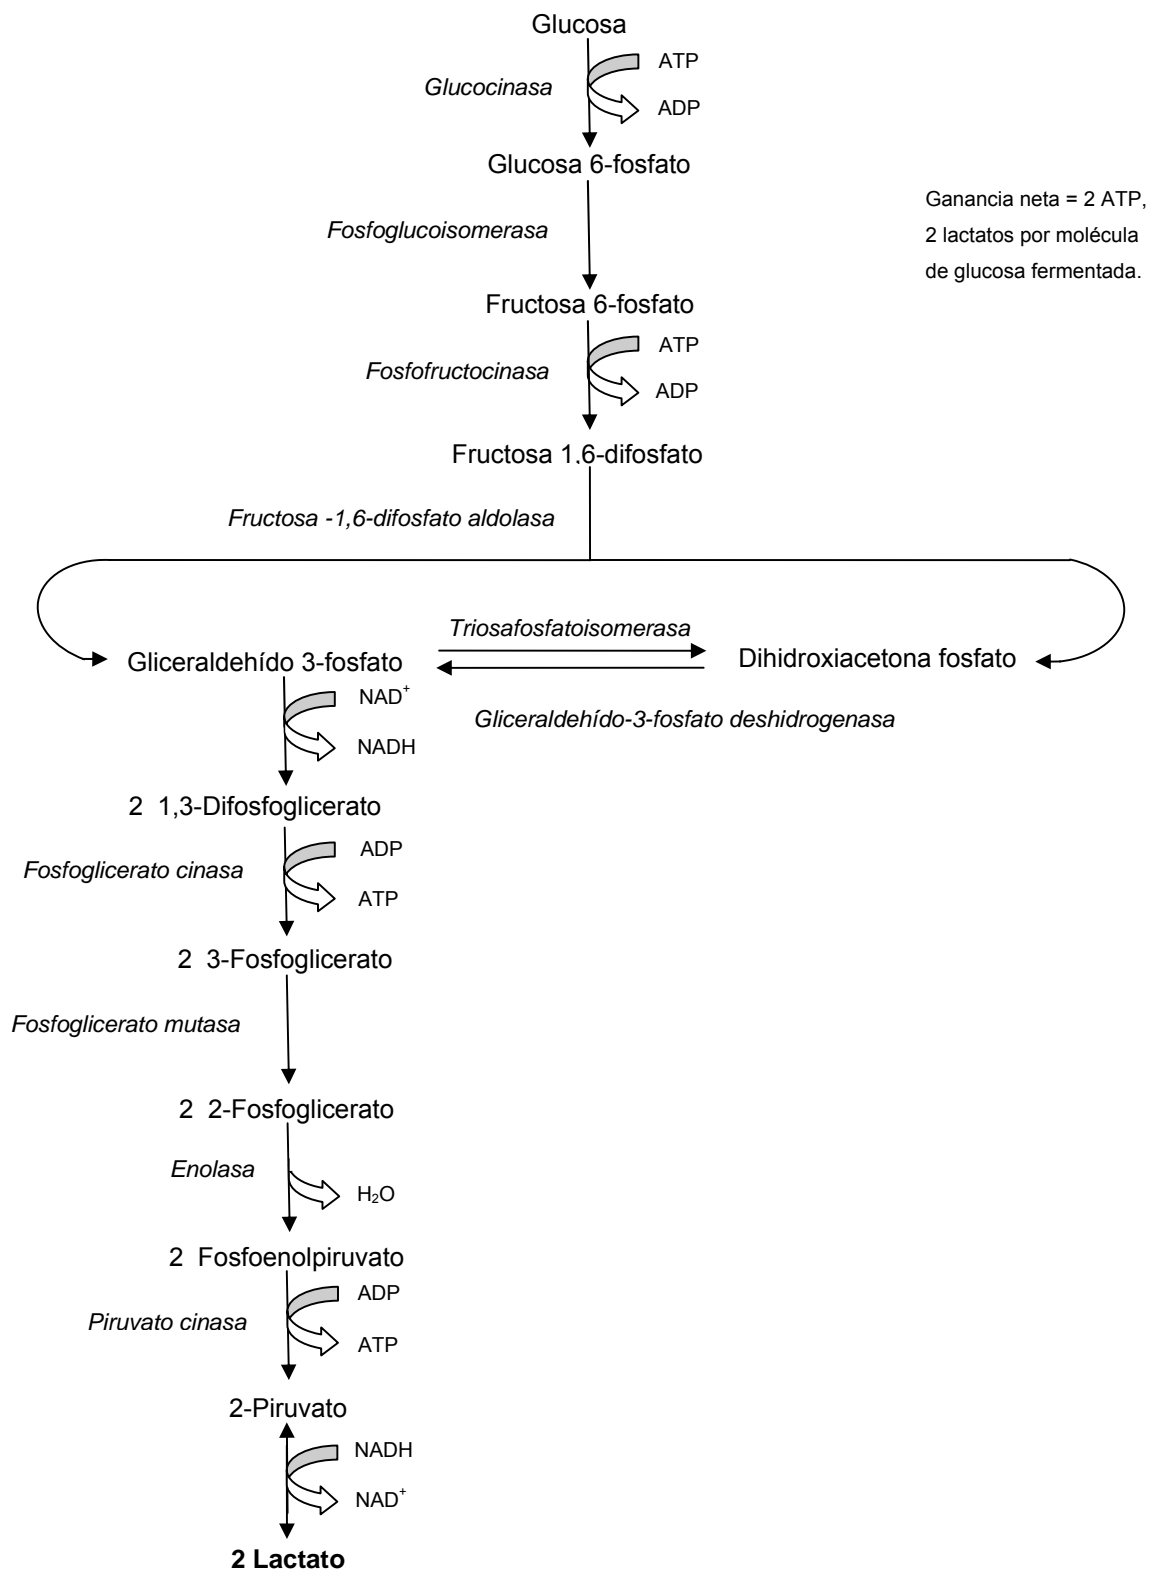 Glucosa
ATP
Glucocinasa
ADP
Glucosa 6-fosfato
Ganancia neta = 2 ATP,
2 lactatos por molécula
de glucosa fermentada.
Fosfoglucoisomerasa
Fructosa 6-fosfato
ATP
Fosfofructocinasa
ADP
Fructosa 1,6-difosfato
Fructosa -1,6-difosfato aldolasa
Triosafosfatoisomerasa
Gliceraldehído 3-fosfato
Dihidroxiacetona fosfato
NAD⁺
Gliceraldehído-3-fosfato deshidrogenasa
NADH
2 1,3-Difosfoglicerato
ADP
Fosfoglicerato cinasa
ATP
2 3-Fosfoglicerato
Fosfoglicerato mutasa
2 2-Fosfoglicerato
Enolasa
H₂O
2 Fosfoenolpiruvato
ADP
Piruvato cinasa
ATP
2-Piruvato
NADH
NAD⁺
2 Lactato